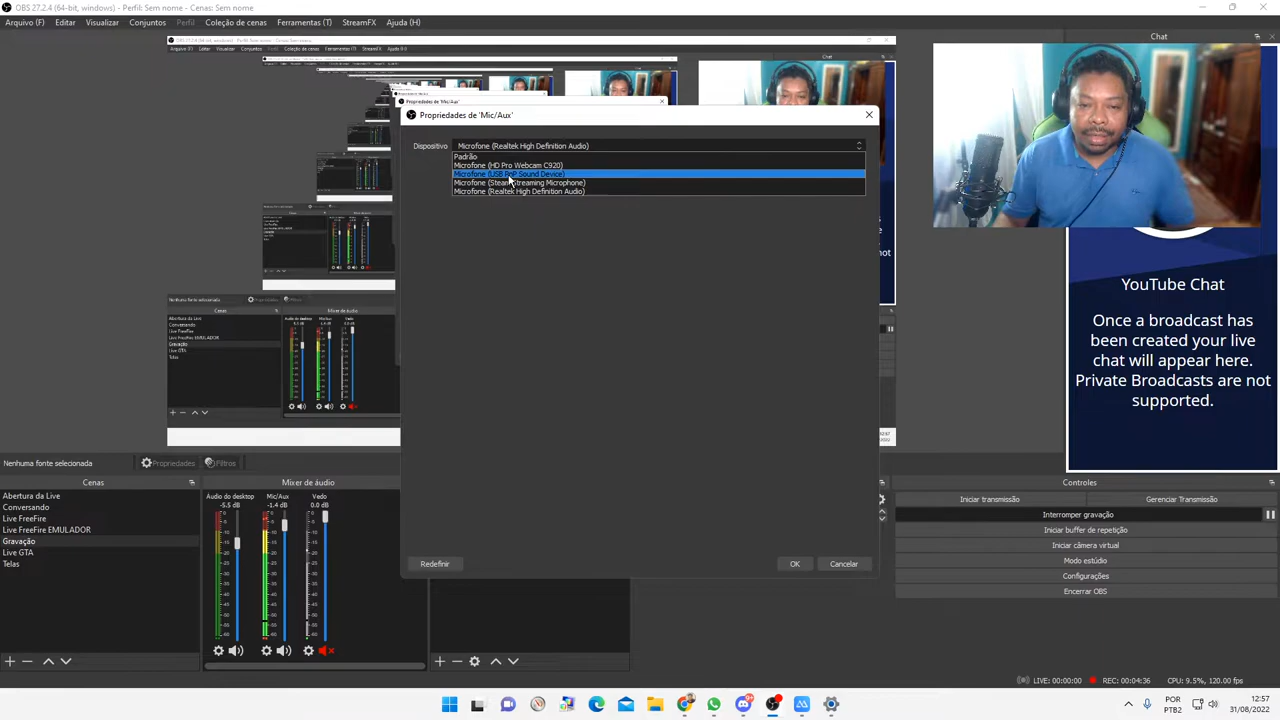 OBS 27.2.4 (64-bit, windows) - Perfil: Sem nome - Cenas: Sem nome
Arquivo (F) Editar Visualizar Conjuntos Perfil Coleção de cenas Ferramentas (T) StreamFX Ajuda (H)
Chat
Propriedades de 'Mic/Aux'
Dispositivo Microfone (Realtek High Definition Audio)
Padrão
Microfone (HD Pro Webcam C920)
Microfone (USB PnP Sound Device)
Microfone (Steam Streaming Microphone)
Microfone (Realtek High Definition Audio)
Redefinir OK Cancelar
YouTube Chat
Once a broadcast has
been created your live
chat will appear here.
Private Broadcasts are not
supported.
Nenhuma fonte selecionada Propriedades Filtros
Cenas
Abertura da Live
Conversando
Live FreeFire
Live FreeFire EMULADOR
Gravação
Live GTA
Telas
Mixer de áudio
Áudio do desktop Mic/Aux Vedo
-5.5 dB -1.4 dB 0.0 dB
Controles
Iniciar transmissão Gerenciar Transmissão
Interromper gravação
Iniciar buffer de repetição
Iniciar câmera virtual
Modo estúdio
Configurações
Encerrar OBS
LIVE: 00:00:00 REC: 00:04:36 CPU: 9.5%, 120.00 fps
POR
PTB2
12:57
31/08/2022